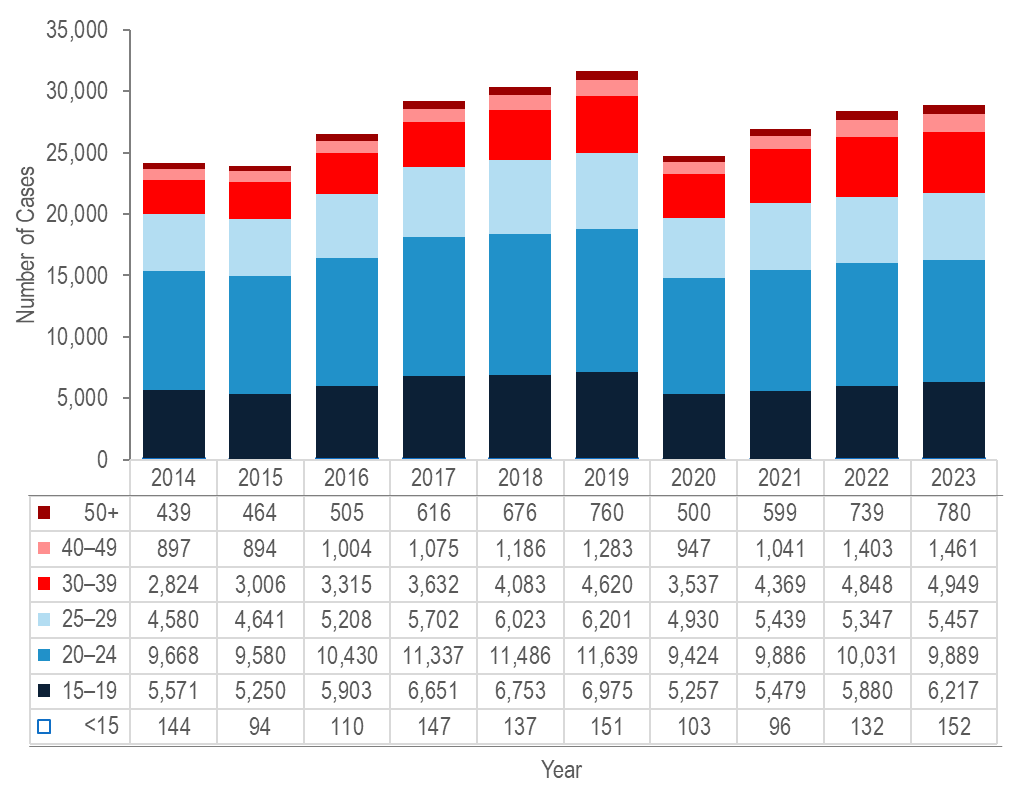 35,000
30,000
25,000
20,000
15,000
10,000
5,000
0
Number of Cases
2014 2015 2016 2017 2018 2019 2020 2021 2022 2023
50+ 439 464 505 616 676 760 500 599 739 780
40–49 897 894 1,004 1,075 1,186 1,283 947 1,041 1,403 1,461
30–39 2,824 3,006 3,315 3,632 4,083 4,620 3,537 4,369 4,848 4,949
25–29 4,580 4,641 5,208 5,702 6,023 6,201 4,930 5,439 5,347 5,457
20–24 9,668 9,580 10,430 11,337 11,486 11,639 9,424 9,886 10,031 9,889
15–19 5,571 5,250 5,903 6,651 6,753 6,975 5,257 5,479 5,880 6,217
<15 144 94 110 147 137 151 103 96 132 152
Year